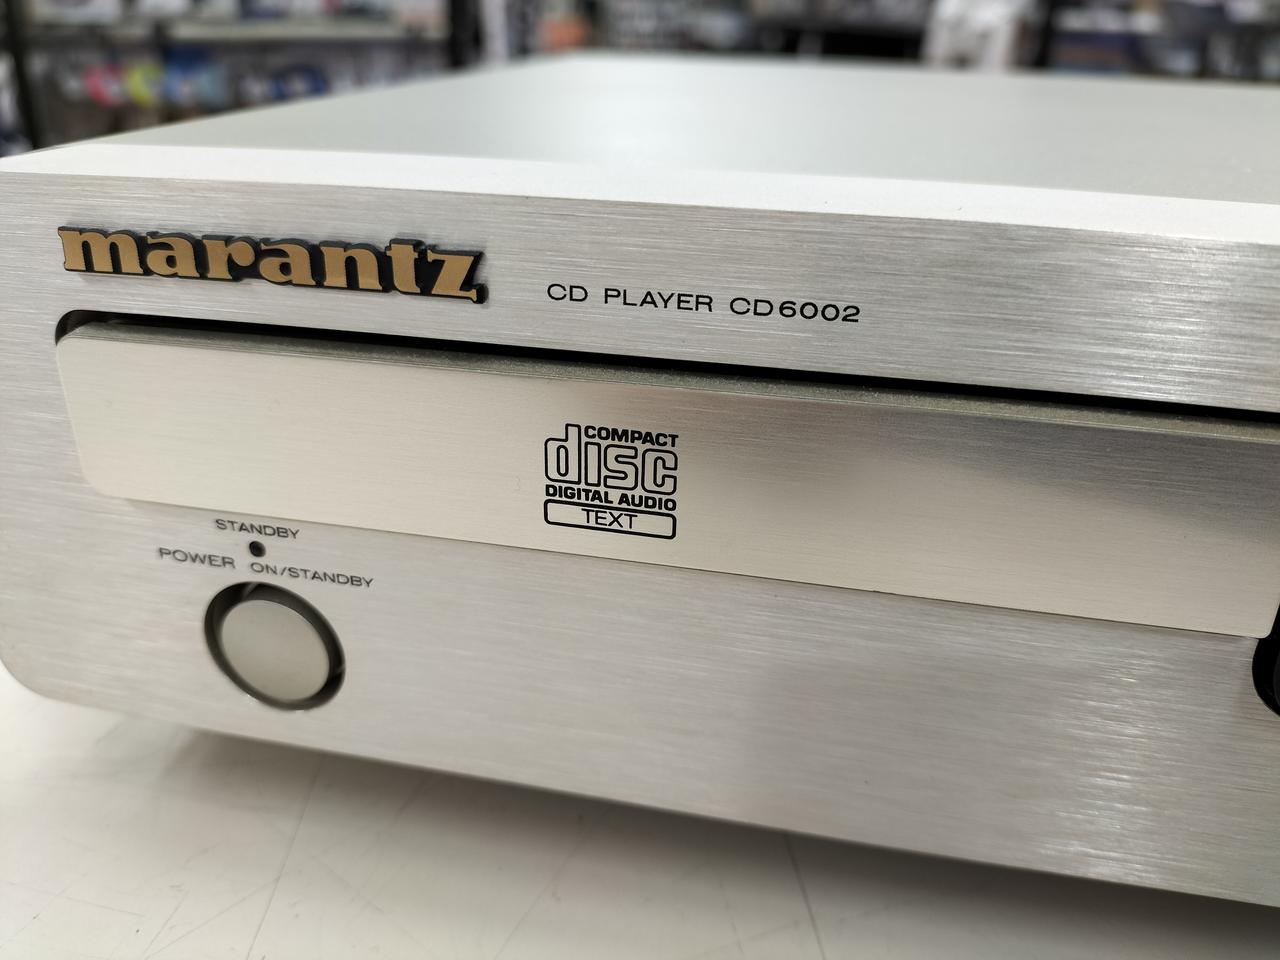 marantz
CD PLAYER CD6002
COMPACT
disc
DIGITAL AUDIO
TEXT
STANDBY
POWER ON/STANDBY